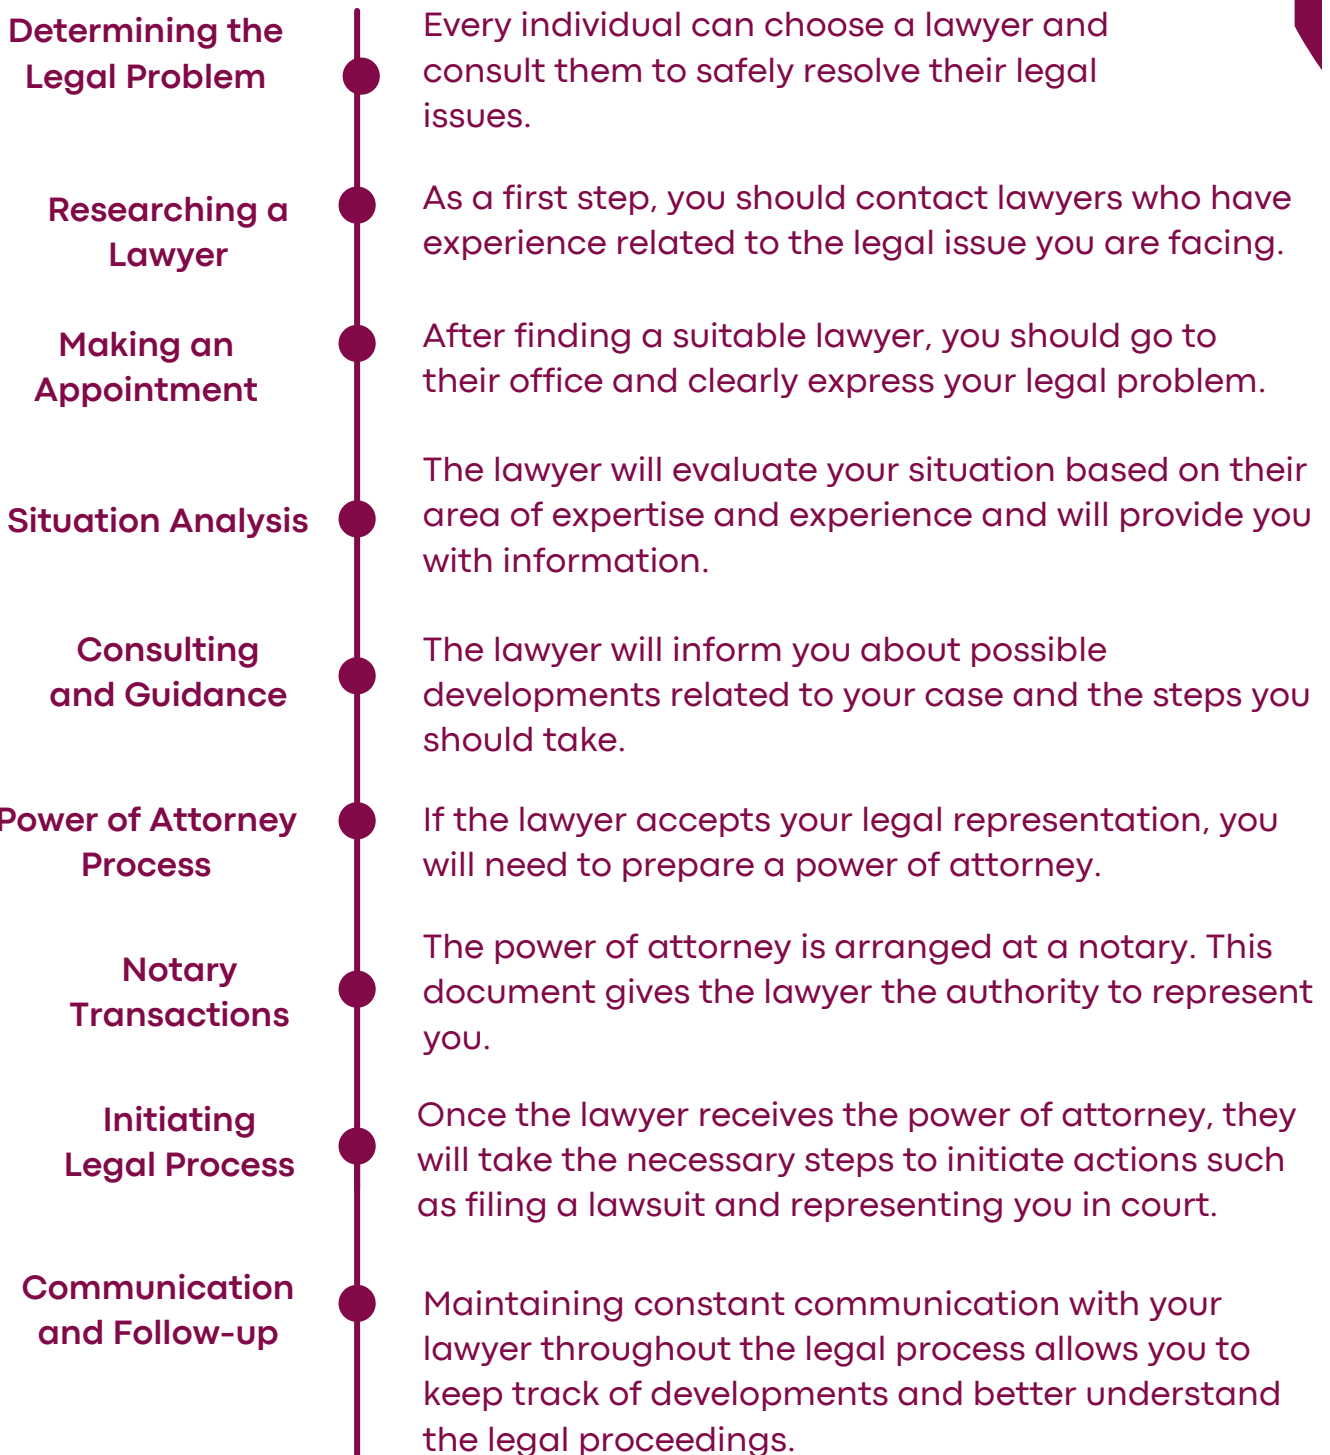 Determining the
Legal Problem
Every individual can choose a lawyer and
consult them to safely resolve their legal
issues.
Researching a
Lawyer
As a first step, you should contact lawyers who have
experience related to the legal issue you are facing.
Making an
Appointment
After finding a suitable lawyer, you should go to
their office and clearly express your legal problem.
Situation Analysis
The lawyer will evaluate your situation based on their
area of expertise and experience and will provide you
with information.
Consulting
and Guidance
The lawyer will inform you about possible
developments related to your case and the steps you
should take.
Power of Attorney
Process
If the lawyer accepts your legal representation, you
will need to prepare a power of attorney.
Notary
Transactions
The power of attorney is arranged at a notary. This
document gives the lawyer the authority to represent
you.
Initiating
Legal Process
Once the lawyer receives the power of attorney, they
will take the necessary steps to initiate actions such
as filing a lawsuit and representing you in court.
Communication
and Follow-up
Maintaining constant communication with your
lawyer throughout the legal process allows you to
keep track of developments and better understand
the legal proceedings.